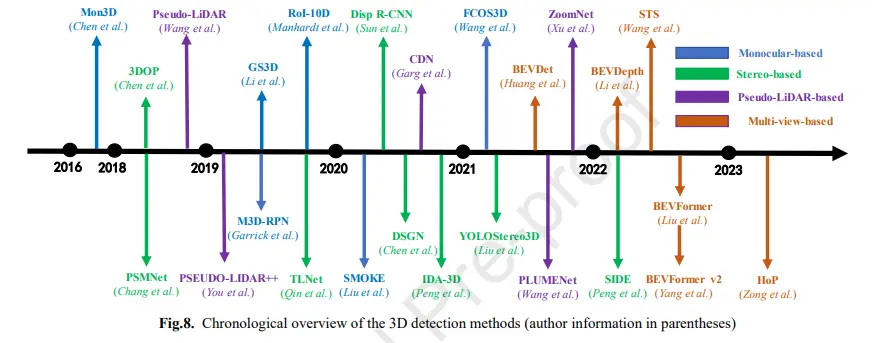 Mon3D
(Chen et al.)
Pseudo-LiDAR
(Wang et al.)
RoI-10D
(Manhardt et al.)
Disp R-CNN
(Sun et al.)
FCOS3D
(Wang et al.)
ZoomNet
(Xu et al.)
STS
(Wang et al.)
Monocular-based
Stereo-based
Pseudo-LiDAR-based
Multi-view-based
3DOP
(Chen et al.)
GS3D
(Li et al.)
CDN
(Garg et al.)
BEVDet
(Huang et al.)
BEVDepth
(Li et al.)
2016
2018
2019
2020
2021
2022
2023
M3D-RPN
(Garrick et al.)
DSGN
(Chen et al.)
YOLOStereo3D
(Liu et al.)
BEVFormer
(Liu et al.)
PSMNet
(Chang et al.)
PSEUDO-LIDAR++
(You et al.)
TLNet
(Qin et al.)
SMOKE
(Liu et al.)
IDA-3D
(Peng et al.)
PLUMENet
(Wang et al.)
SIDE
(Peng et al.)
BEVFormer v2
(Yang et al.)
HoP
(Zong et al.)
Pre-proof
Fig.8. Chronological overview of the 3D detection methods (author information in parentheses)